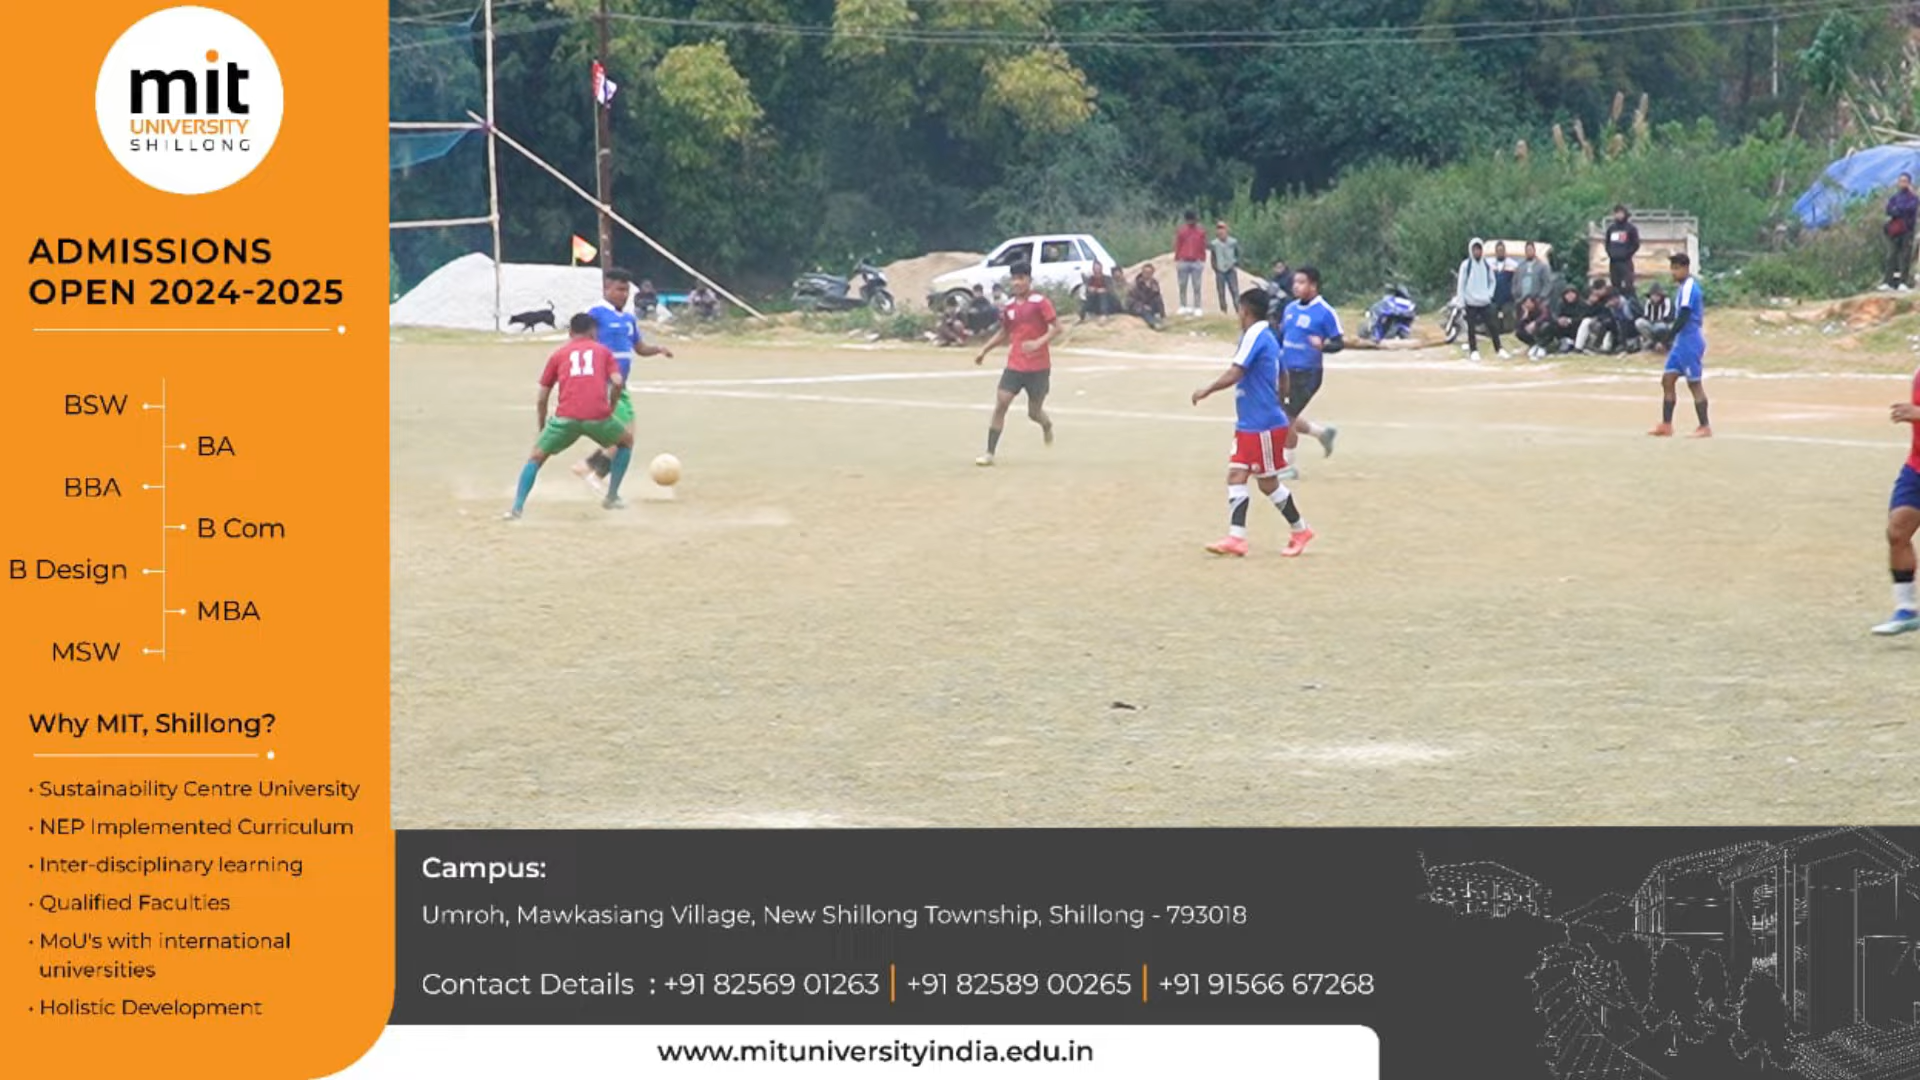 mit
UNIVERSITY
SHILLONG
ADMISSIONS
OPEN 2024-2025
BSW
BA
BBA
B Com
B Design
MBA
MSW
Why MIT, Shillong?
· Sustainability Centre University
· NEP Implemented Curriculum
· Inter-disciplinary learning
· Qualified Faculties
· MoU's with international
universities
· Holistic Development
11
Campus:
Umroh, Mawkasiang Village, New Shillong Township, Shillong - 793018
Contact Details : +91 82569 01263 | +91 82589 00265 | +91 91566 67268
www.mituniversityindia.edu.in